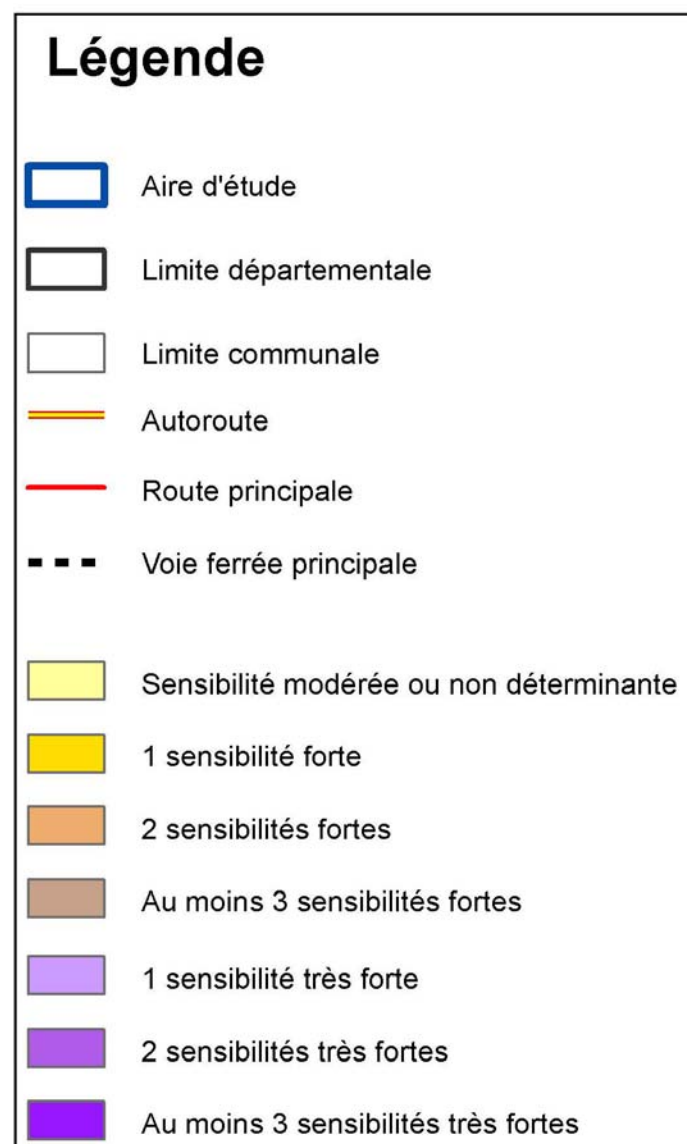 Légende
Aire d'étude
Limite départementale
Limite communale
Autoroute
Route principale
Voie ferrée principale
Sensibilité modérée ou non déterminante
1 sensibilité forte
2 sensibilités fortes
Au moins 3 sensibilités fortes
1 sensibilité très forte
2 sensibilités très fortes
Au moins 3 sensibilités très fortes